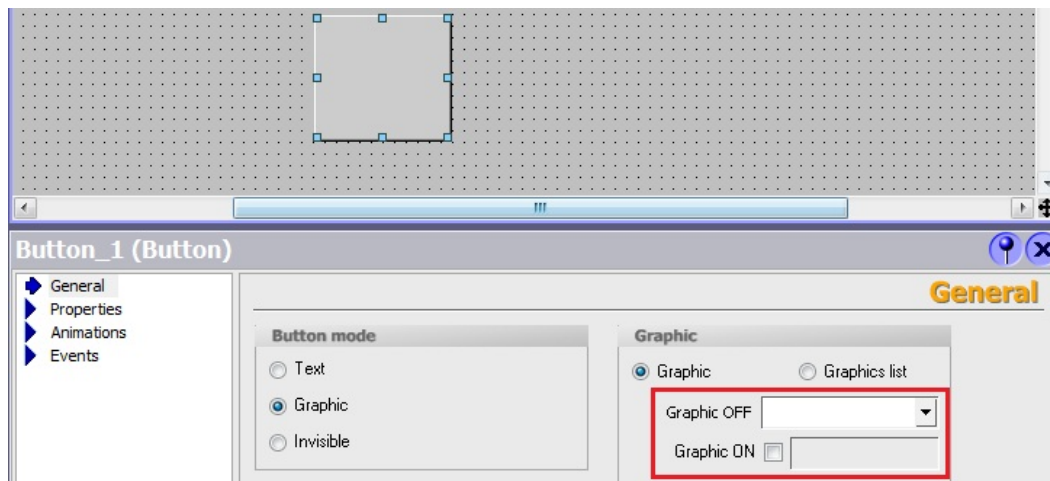 Button_1 (Button)
General
Properties
Animations
Events
General
Button mode
Text
Graphic
Invisible
Graphic
Graphic
Graphics list
Graphic OFF
Graphic ON